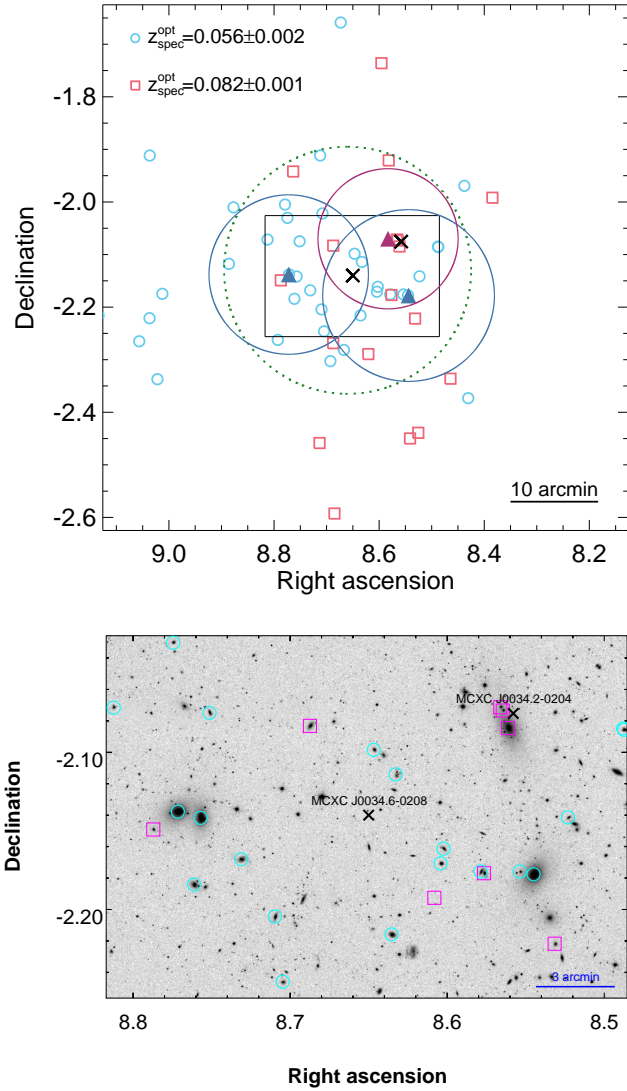 z_spec^opt=0.056±0.002
z_spec^opt=0.082±0.001
-1.8
-2.0
-2.2
-2.4
-2.6
Declination
10 arcmin
9.0 8.8 8.6 8.4 8.2
Right ascension
MCXC J0034.2-0204
-2.10
MCXC J0034.6-0208
Declination
-2.20
3 arcmin
8.8 8.7 8.6 8.5
Right ascension